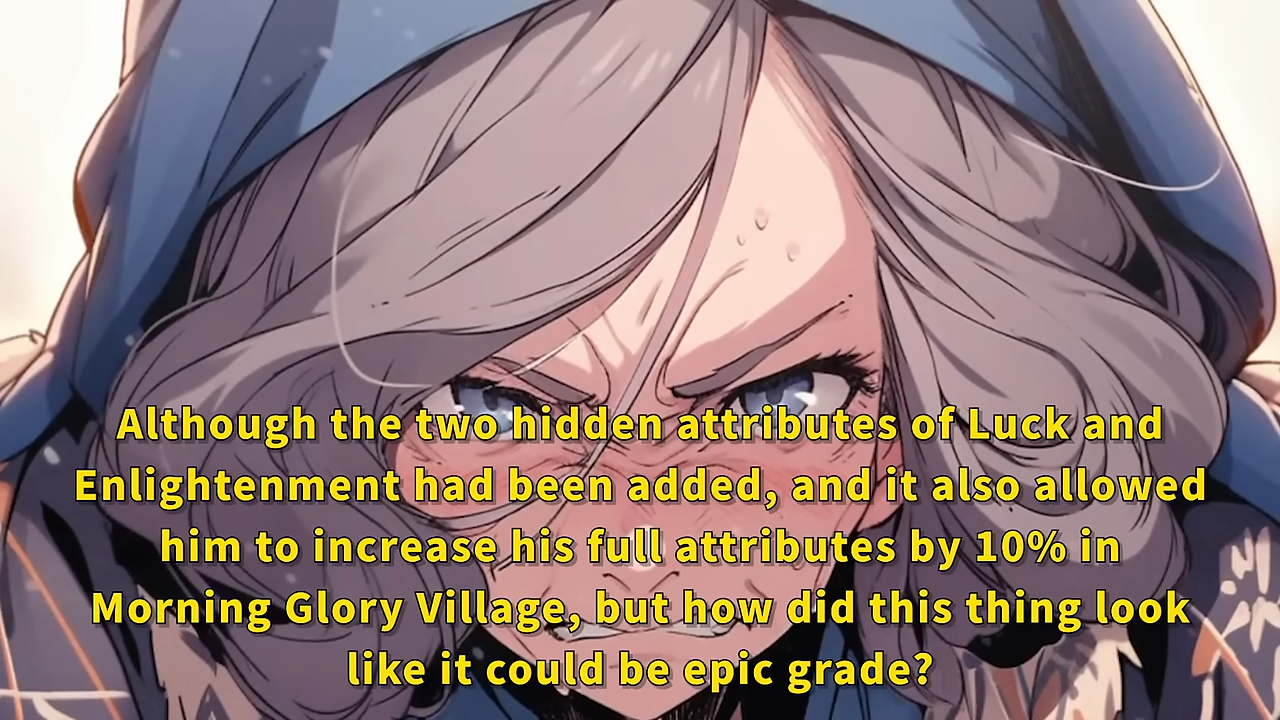 Although the two hidden attributes of Luck and
Enlightenment had been added, and it also allowed
him to increase his full attributes by 10% in
Morning Glory Village, but how did this thing look
like it could be epic grade?